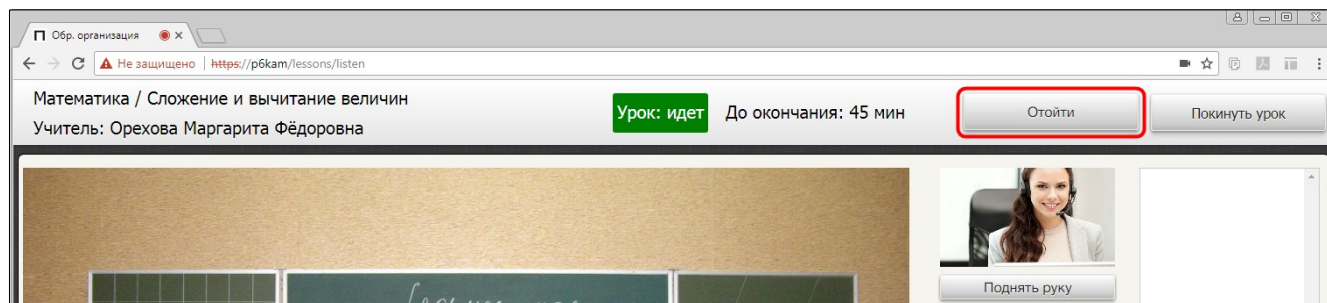 Обр. организация
Не защищено https://p6kam/lessons/listen
Математика / Сложение и вычитание величин
Учитель: Орехова Маргарита Фёдоровна
Урок: идет
До окончания: 45 мин
Отойти
Покинуть урок
Поднять руку